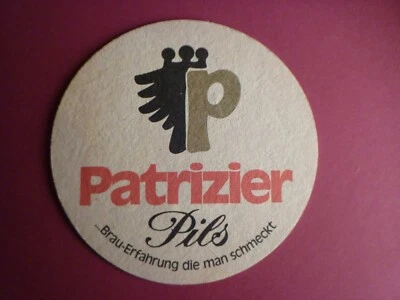 p
Patrizier
Pils
...Brau-Erfahrung die man schmeckt